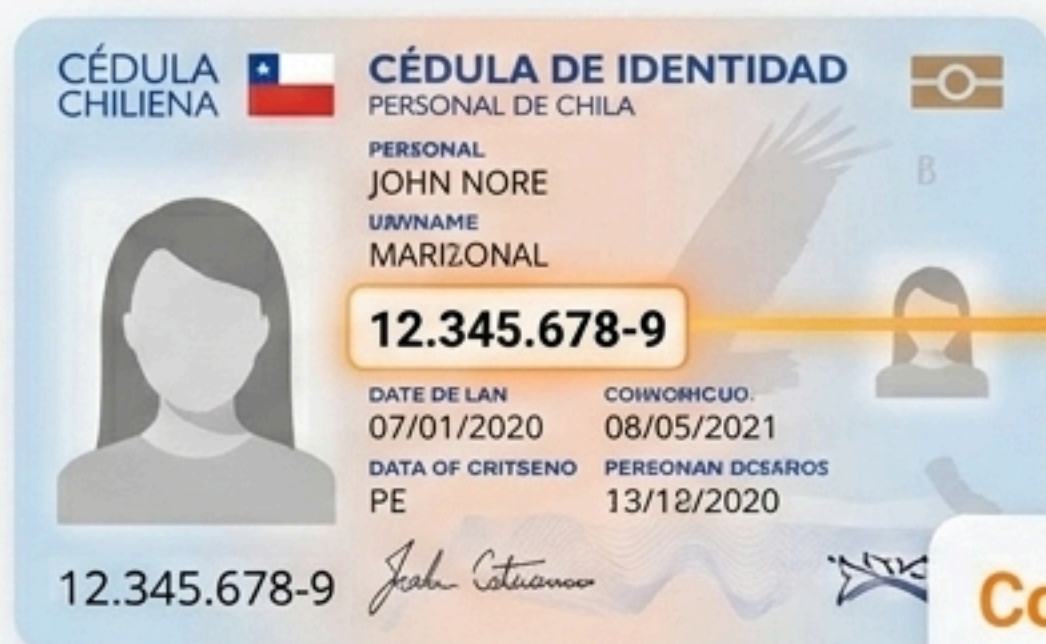 CÉDULA
CHILIENA
CÉDULA DE IDENTIDAD
PERSONAL DE CHILA
PERSONAL
JOHN NORE
MARIZONAL
12.345.678-9
DATE DE LAN
07/01/2020
08/05/2021
DATA OF CRITSENO
PE
PEREONAN DCSAROS
13/12/2020
12.345.678-9
B
Co